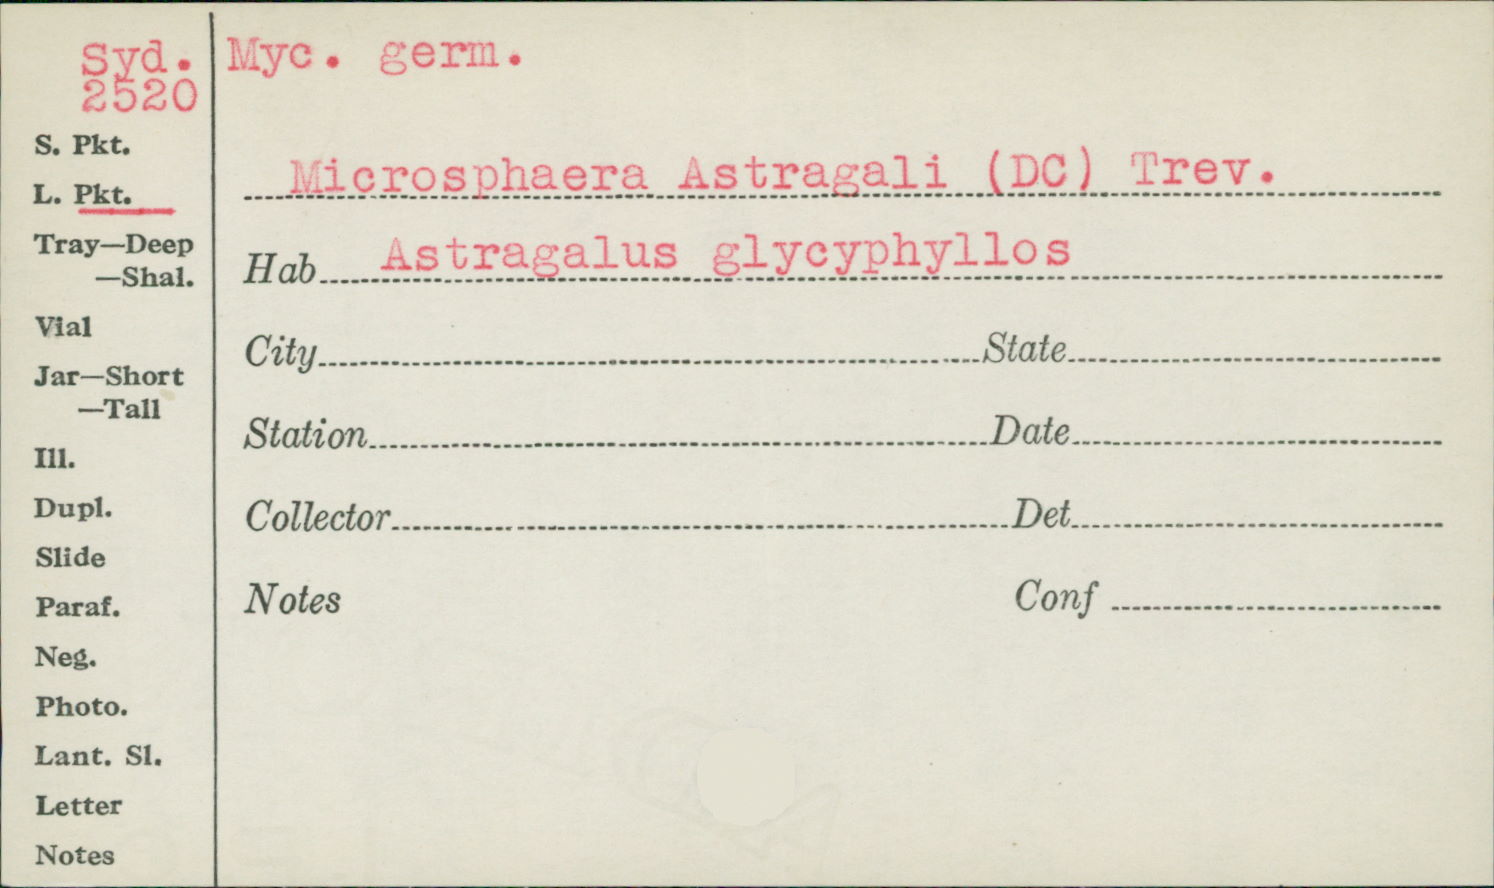 Syd. Myc. germ.
2520
Microsphaera Astragali (DC) Trev.
Hab Astragalus glycyphyllos
City State
Station Date
Collector Det
Notes Conf
S. Pkt.
L. Pkt.
Tray—Deep
—Shal.
Vial
Jar—Short
—Tall
Ill.
Dupl.
Slide
Paraf.
Neg.
Photo.
Lant. Sl.
Letter
Notes